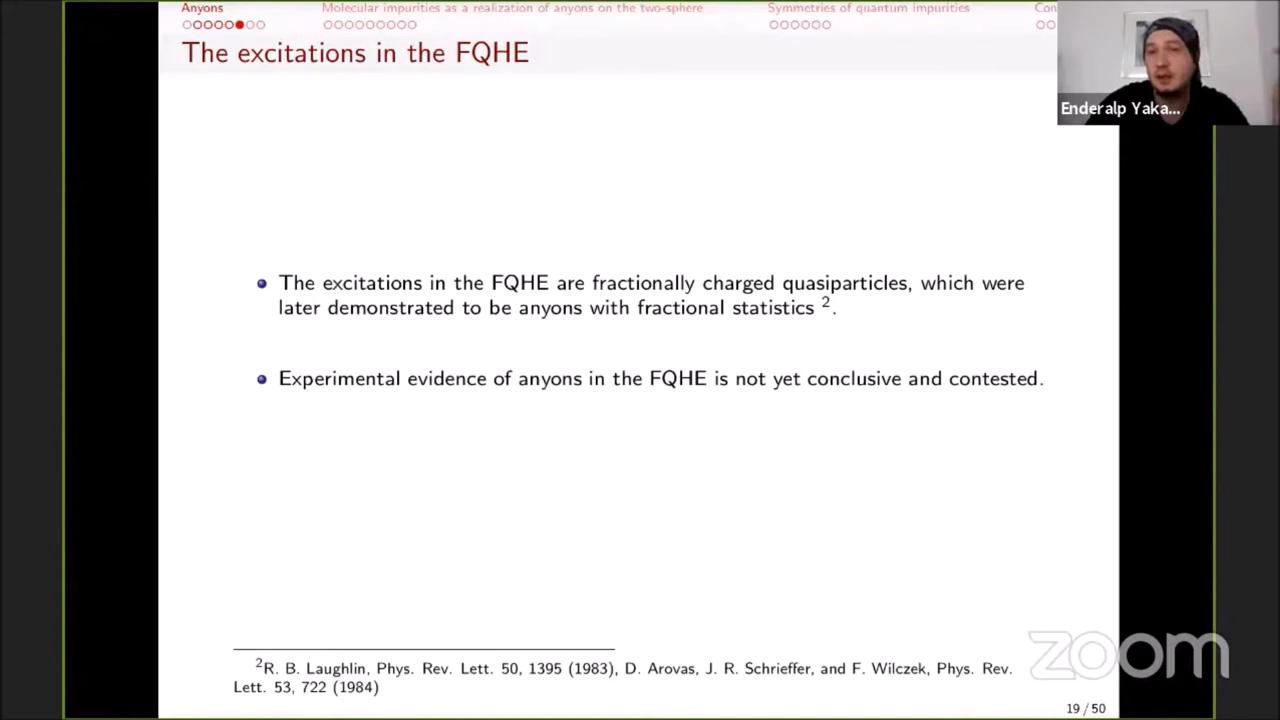 Anyons
Molecular impurities as a realization of anyons on the two-sphere
Symmetries of quantum impurities
Con
The excitations in the FQHE
Enderalp Yaka...
The excitations in the FQHE are fractionally charged quasiparticles, which were
later demonstrated to be anyons with fractional statistics 2.
Experimental evidence of anyons in the FQHE is not yet conclusive and contested.
2R. B. Laughlin, Phys. Rev. Lett. 50, 1395 (1983), D. Arovas, J. R. Schrieffer, and F. Wilczek, Phys. Rev.
Lett. 53, 722 (1984)
zoom
19 / 50